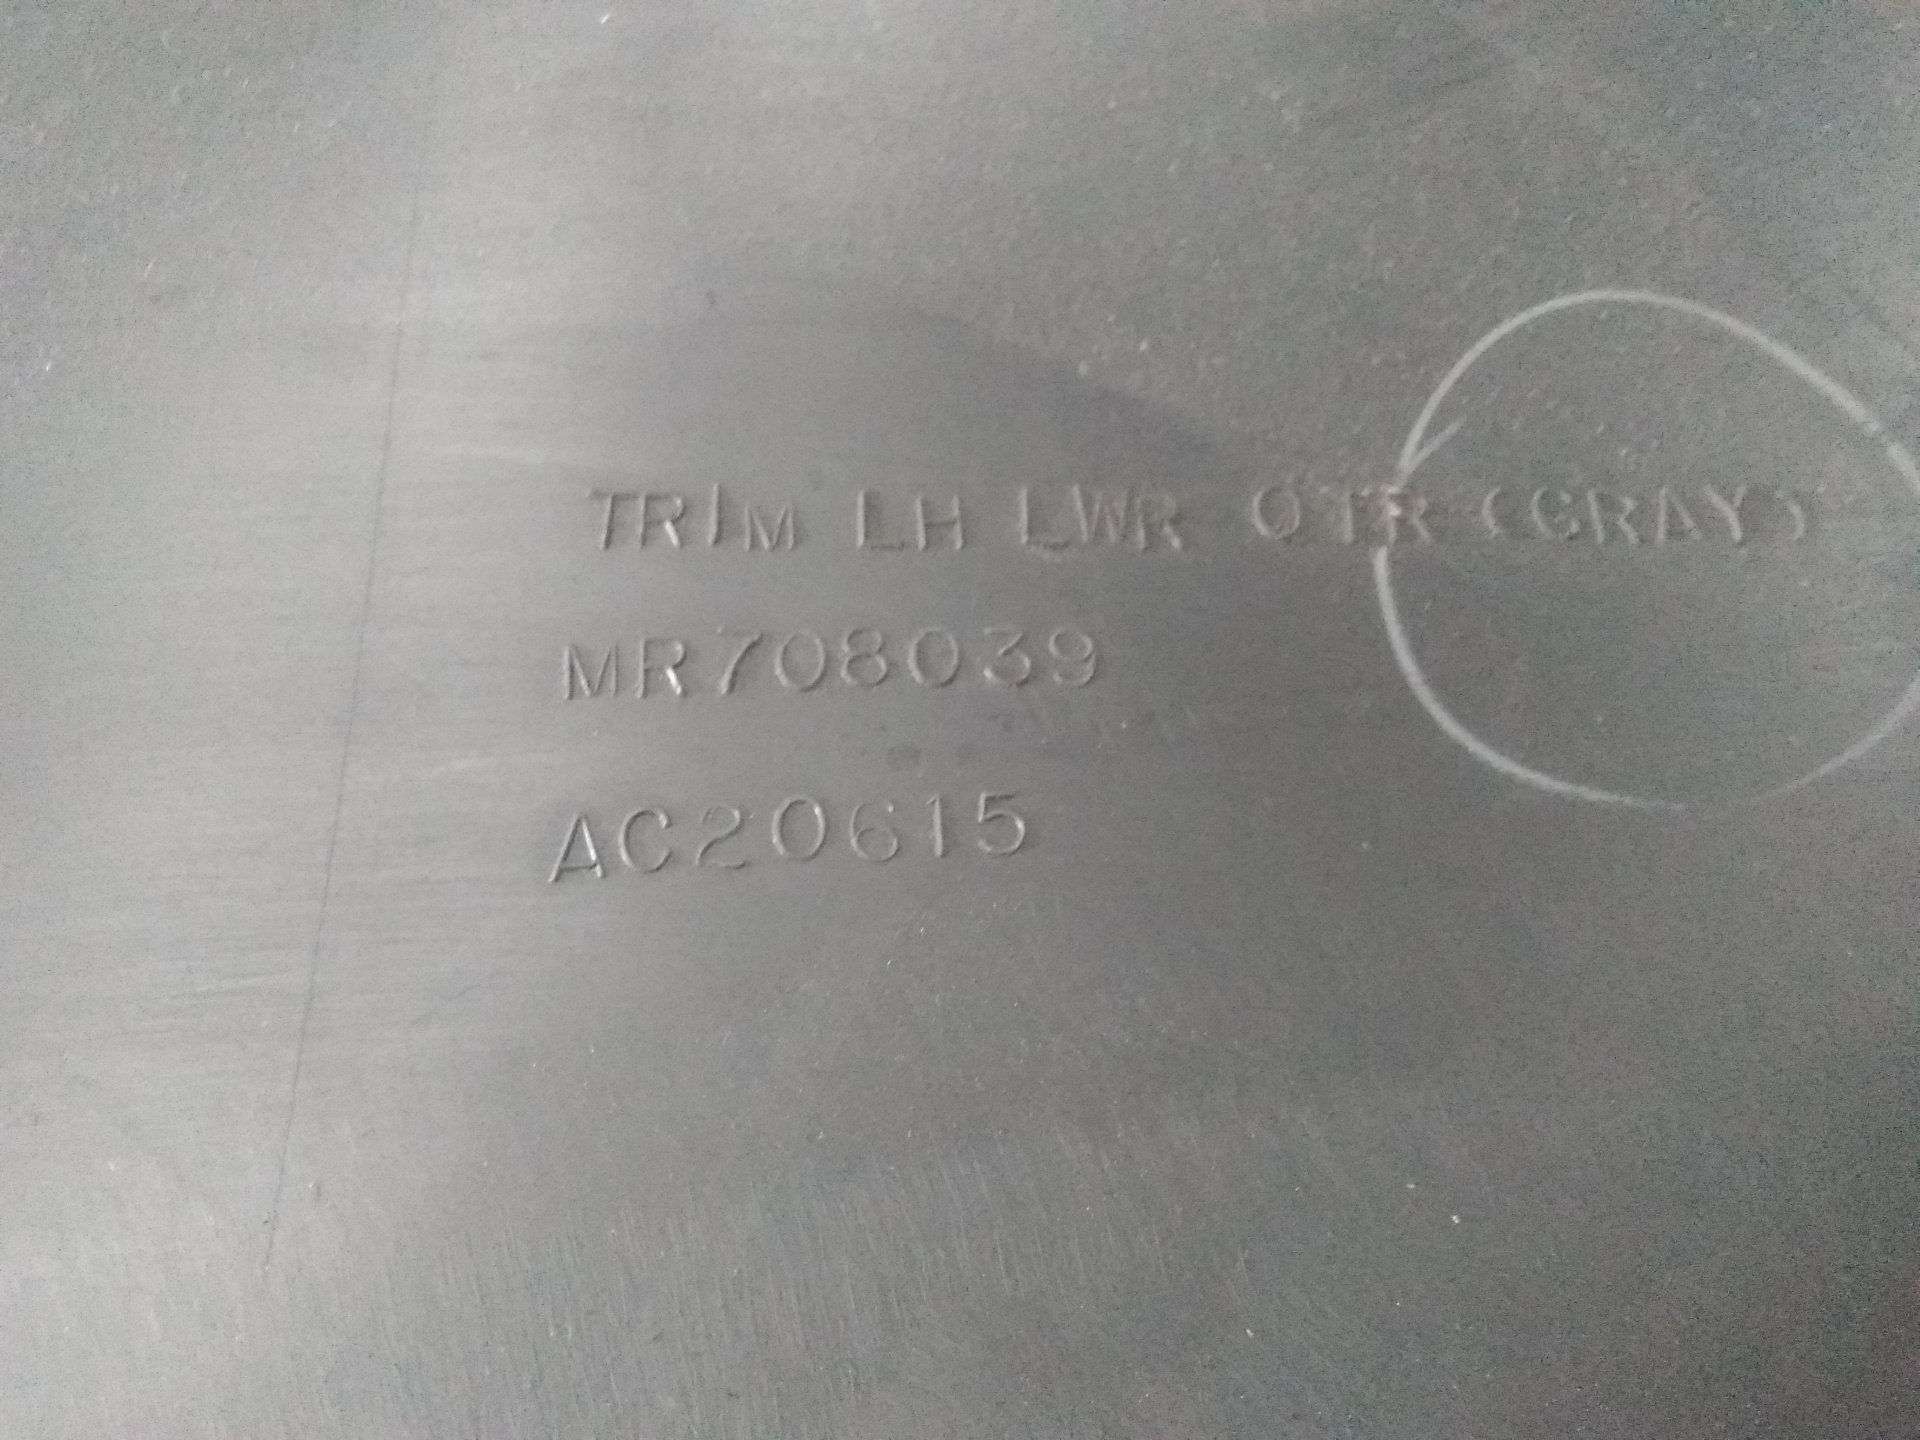 TRIM LH LWR QTR (GRAY)
MR708039
AC20615